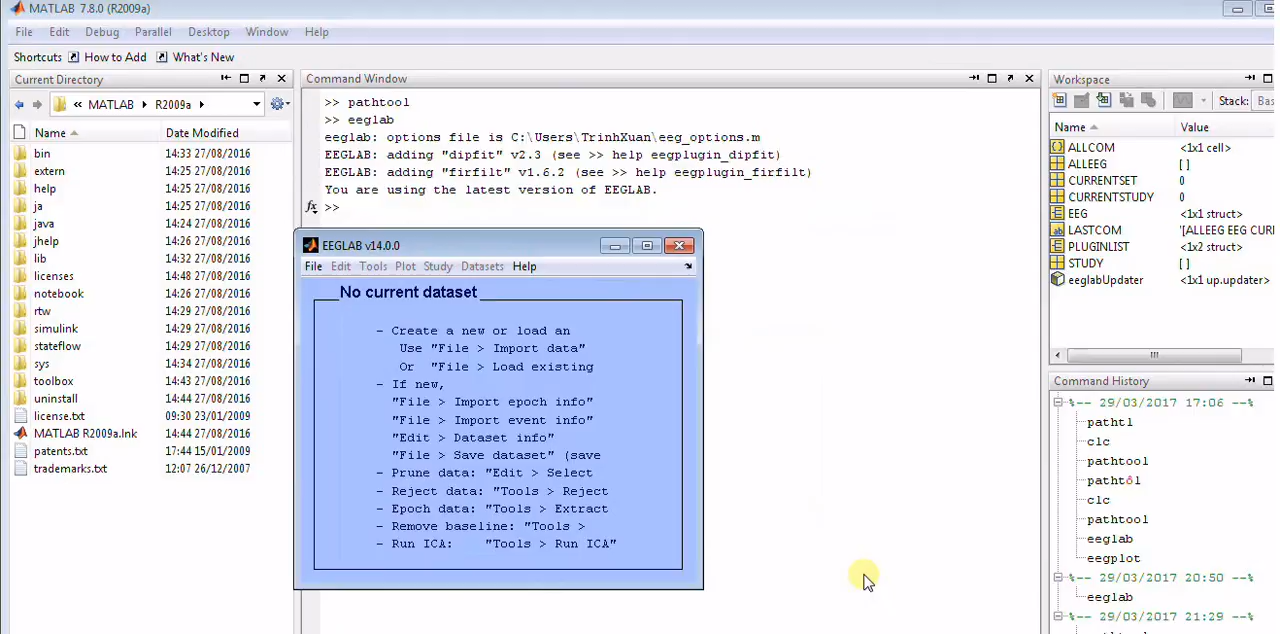 MATLAB 7.8.0 (R2009a)
File Edit Debug Parallel Desktop Window Help
Shortcuts How to Add What's New
Current Directory
« MATLAB R2009a
Name Date Modified
bin 14:33 27/08/2016
extern 14:25 27/08/2016
help 14:25 27/08/2016
ja 14:25 27/08/2016
java 14:24 27/08/2016
jhelp 14:26 27/08/2016
lib 14:32 27/08/2016
licenses 14:48 27/08/2016
notebook 14:26 27/08/2016
rtw 14:29 27/08/2016
simulink 14:29 27/08/2016
stateflow 14:29 27/08/2016
sys 14:34 27/08/2016
toolbox 14:43 27/08/2016
uninstall 14:44 27/08/2016
license.txt 09:30 23/01/2009
MATLAB R2009a.lnk 14:44 27/08/2016
patents.txt 17:44 15/01/2009
trademarks.txt 12:07 26/12/2007
Command Window
>> pathtool
>> eeglab
eeglab: options file is C:\Users\TrinhXuan\eeg_options.m
EEGLAB: adding "dipfit" v2.3 (see >> help eegplugin_dipfit)
EEGLAB: adding "firfilt" v1.6.2 (see >> help eegplugin_firfilt)
You are using the latest version of EEGLAB.
fx >>
EEGLAB v14.0.0
File Edit Tools Plot Study Datasets Help
No current dataset
- Create a new or load an
Use "File > Import data"
Or "File > Load existing
- If new,
"File > Import epoch info"
"File > Import event info"
"Edit > Dataset info"
"File > Save dataset" (save
- Prune data: "Edit > Select
- Reject data: "Tools > Reject
- Epoch data: "Tools > Extract
- Remove baseline: "Tools >
- Run ICA: "Tools > Run ICA"
Workspace
Stack: Bas
Name Value
ALLCOM <1x1 cell>
ALLEEG [ ]
CURRENTSET 0
CURRENTSTUDY 0
EEG <1x1 struct>
LASTCOM '[ALLEEG EEG CUR
PLUGINLIST <1x2 struct>
STUDY [ ]
eeglabUpdater <1x1 up.updater>
Command History
%-- 29/03/2017 17:06 --%
patht1
clc
pathtool
pathtôl
clc
pathtool
eeglab
eegplot
%-- 29/03/2017 20:50 --%
eeglab
%-- 29/03/2017 21:29 --%